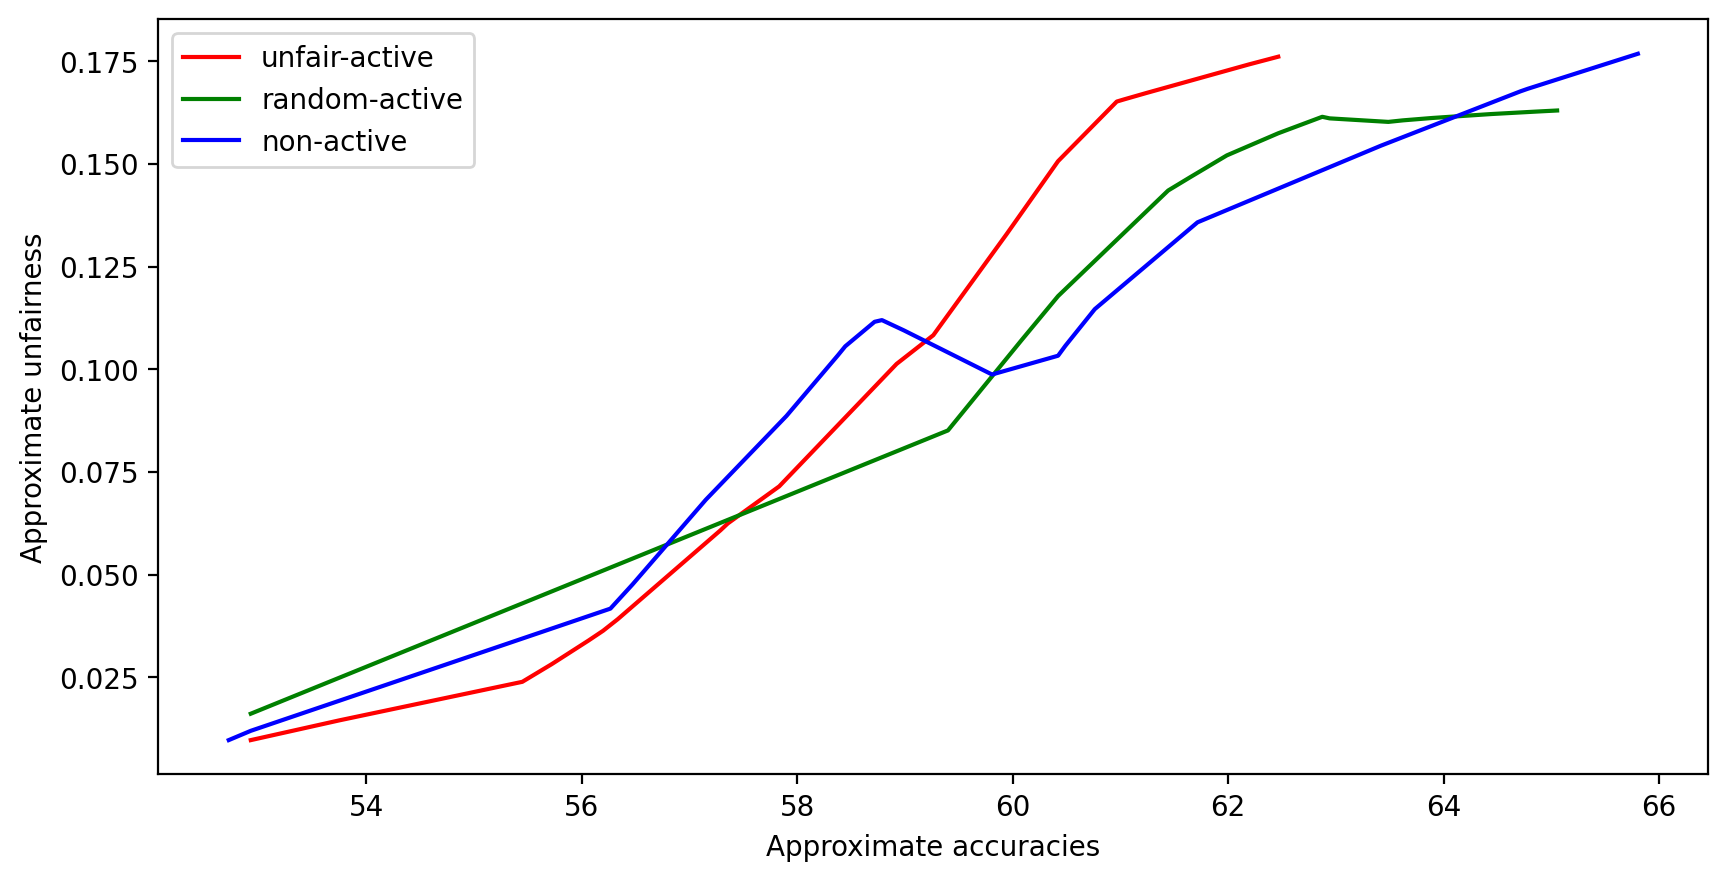 unfair-active
random-active
non-active
0.175
0.150
0.125
0.100
0.075
0.050
0.025
Approximate unfairness
54 56 58 60 62 64 66
Approximate accuracies